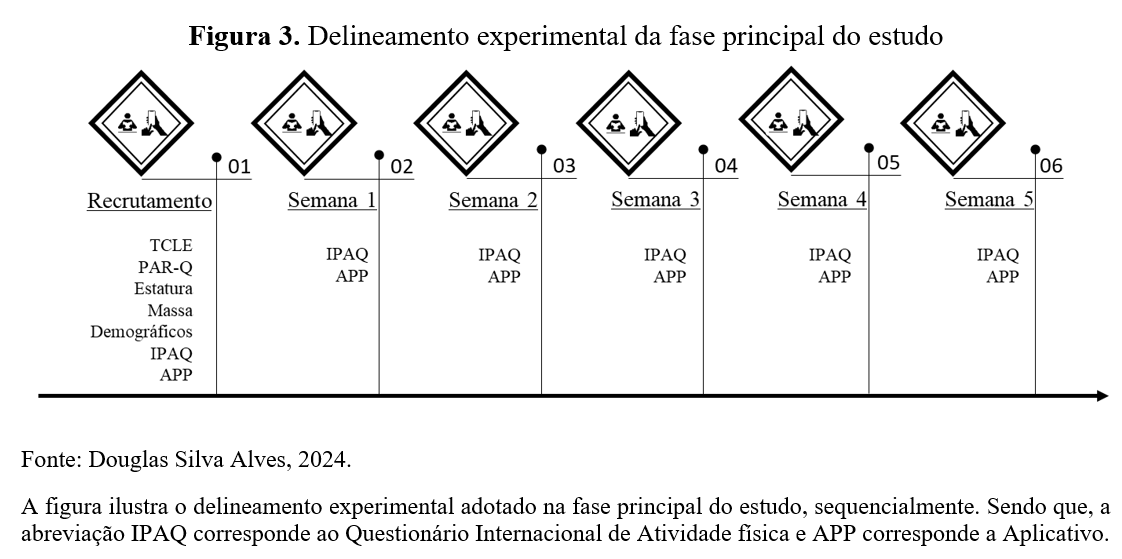 Figura 3. Delineamento experimental da fase principal do estudo
01
02
03
04
05
06
Recrutamento
Semana 1
Semana 2
Semana 3
Semana 4
Semana 5
TCLE
PAR-Q
Estatura
Massa
Demográficos
IPAQ
APP
IPAQ
APP
IPAQ
APP
IPAQ
APP
IPAQ
APP
IPAQ
APP
Fonte: Douglas Silva Alves, 2024.
A figura ilustra o delineamento experimental adotado na fase principal do estudo, sequencialmente. Sendo que, a
abreviação IPAQ corresponde ao Questionário Internacional de Atividade física e APP corresponde a Aplicativo.